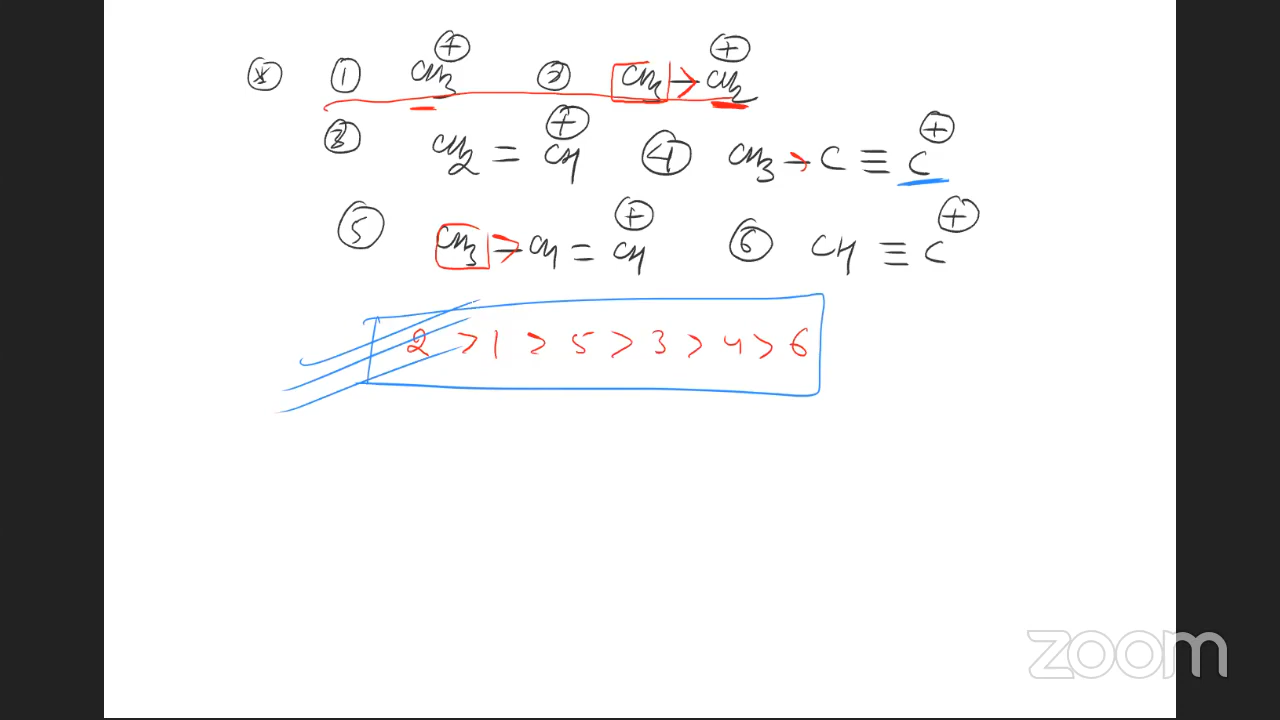 * ① CH3⊕ ② CH3 → CH2⊕
③ CH2 = CH⊕ ④ CH3 → C ≡ C⊕
⑤ CH3 → CH = CH⊕ ⑥ CH ≡ C⊕
2 > 1 > 5 > 3 > 4 > 6
zoom